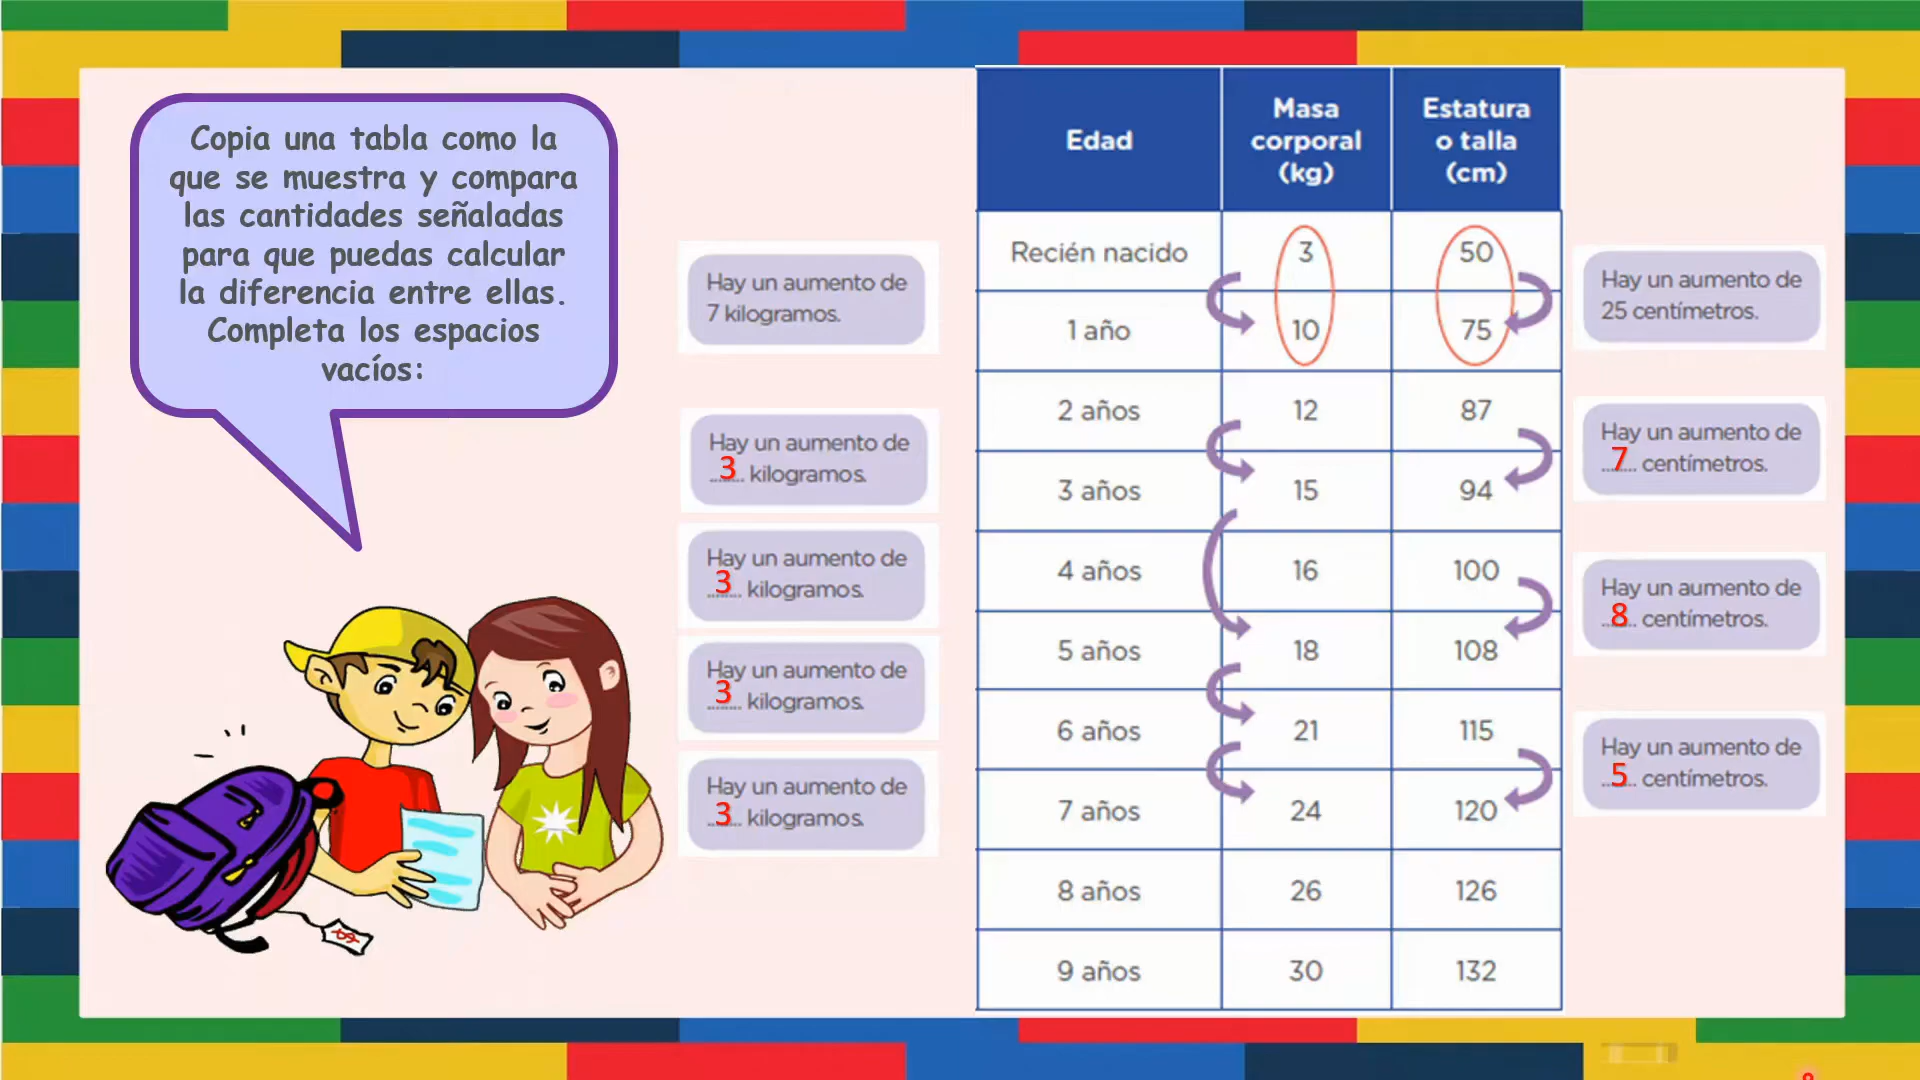 Copia una tabla como la
que se muestra y compara
las cantidades señaladas
para que puedas calcular
la diferencia entre ellas.
Completa los espacios
vacíos:
Hay un aumento de
7 kilogramos.
Hay un aumento de
...3... kilogramos.
Hay un aumento de
...3... kilogramos.
Hay un aumento de
...3... kilogramos.
Hay un aumento de
...3... kilogramos.
Edad Masa corporal (kg) Estatura o talla (cm)
Recién nacido 3 50
1 año 10 75
2 años 12 87
3 años 15 94
4 años 16 100
5 años 18 108
6 años 21 115
7 años 24 120
8 años 26 126
9 años 30 132
Hay un aumento de
25 centímetros.
Hay un aumento de
...7... centímetros.
Hay un aumento de
...8... centímetros.
Hay un aumento de
...5... centímetros.